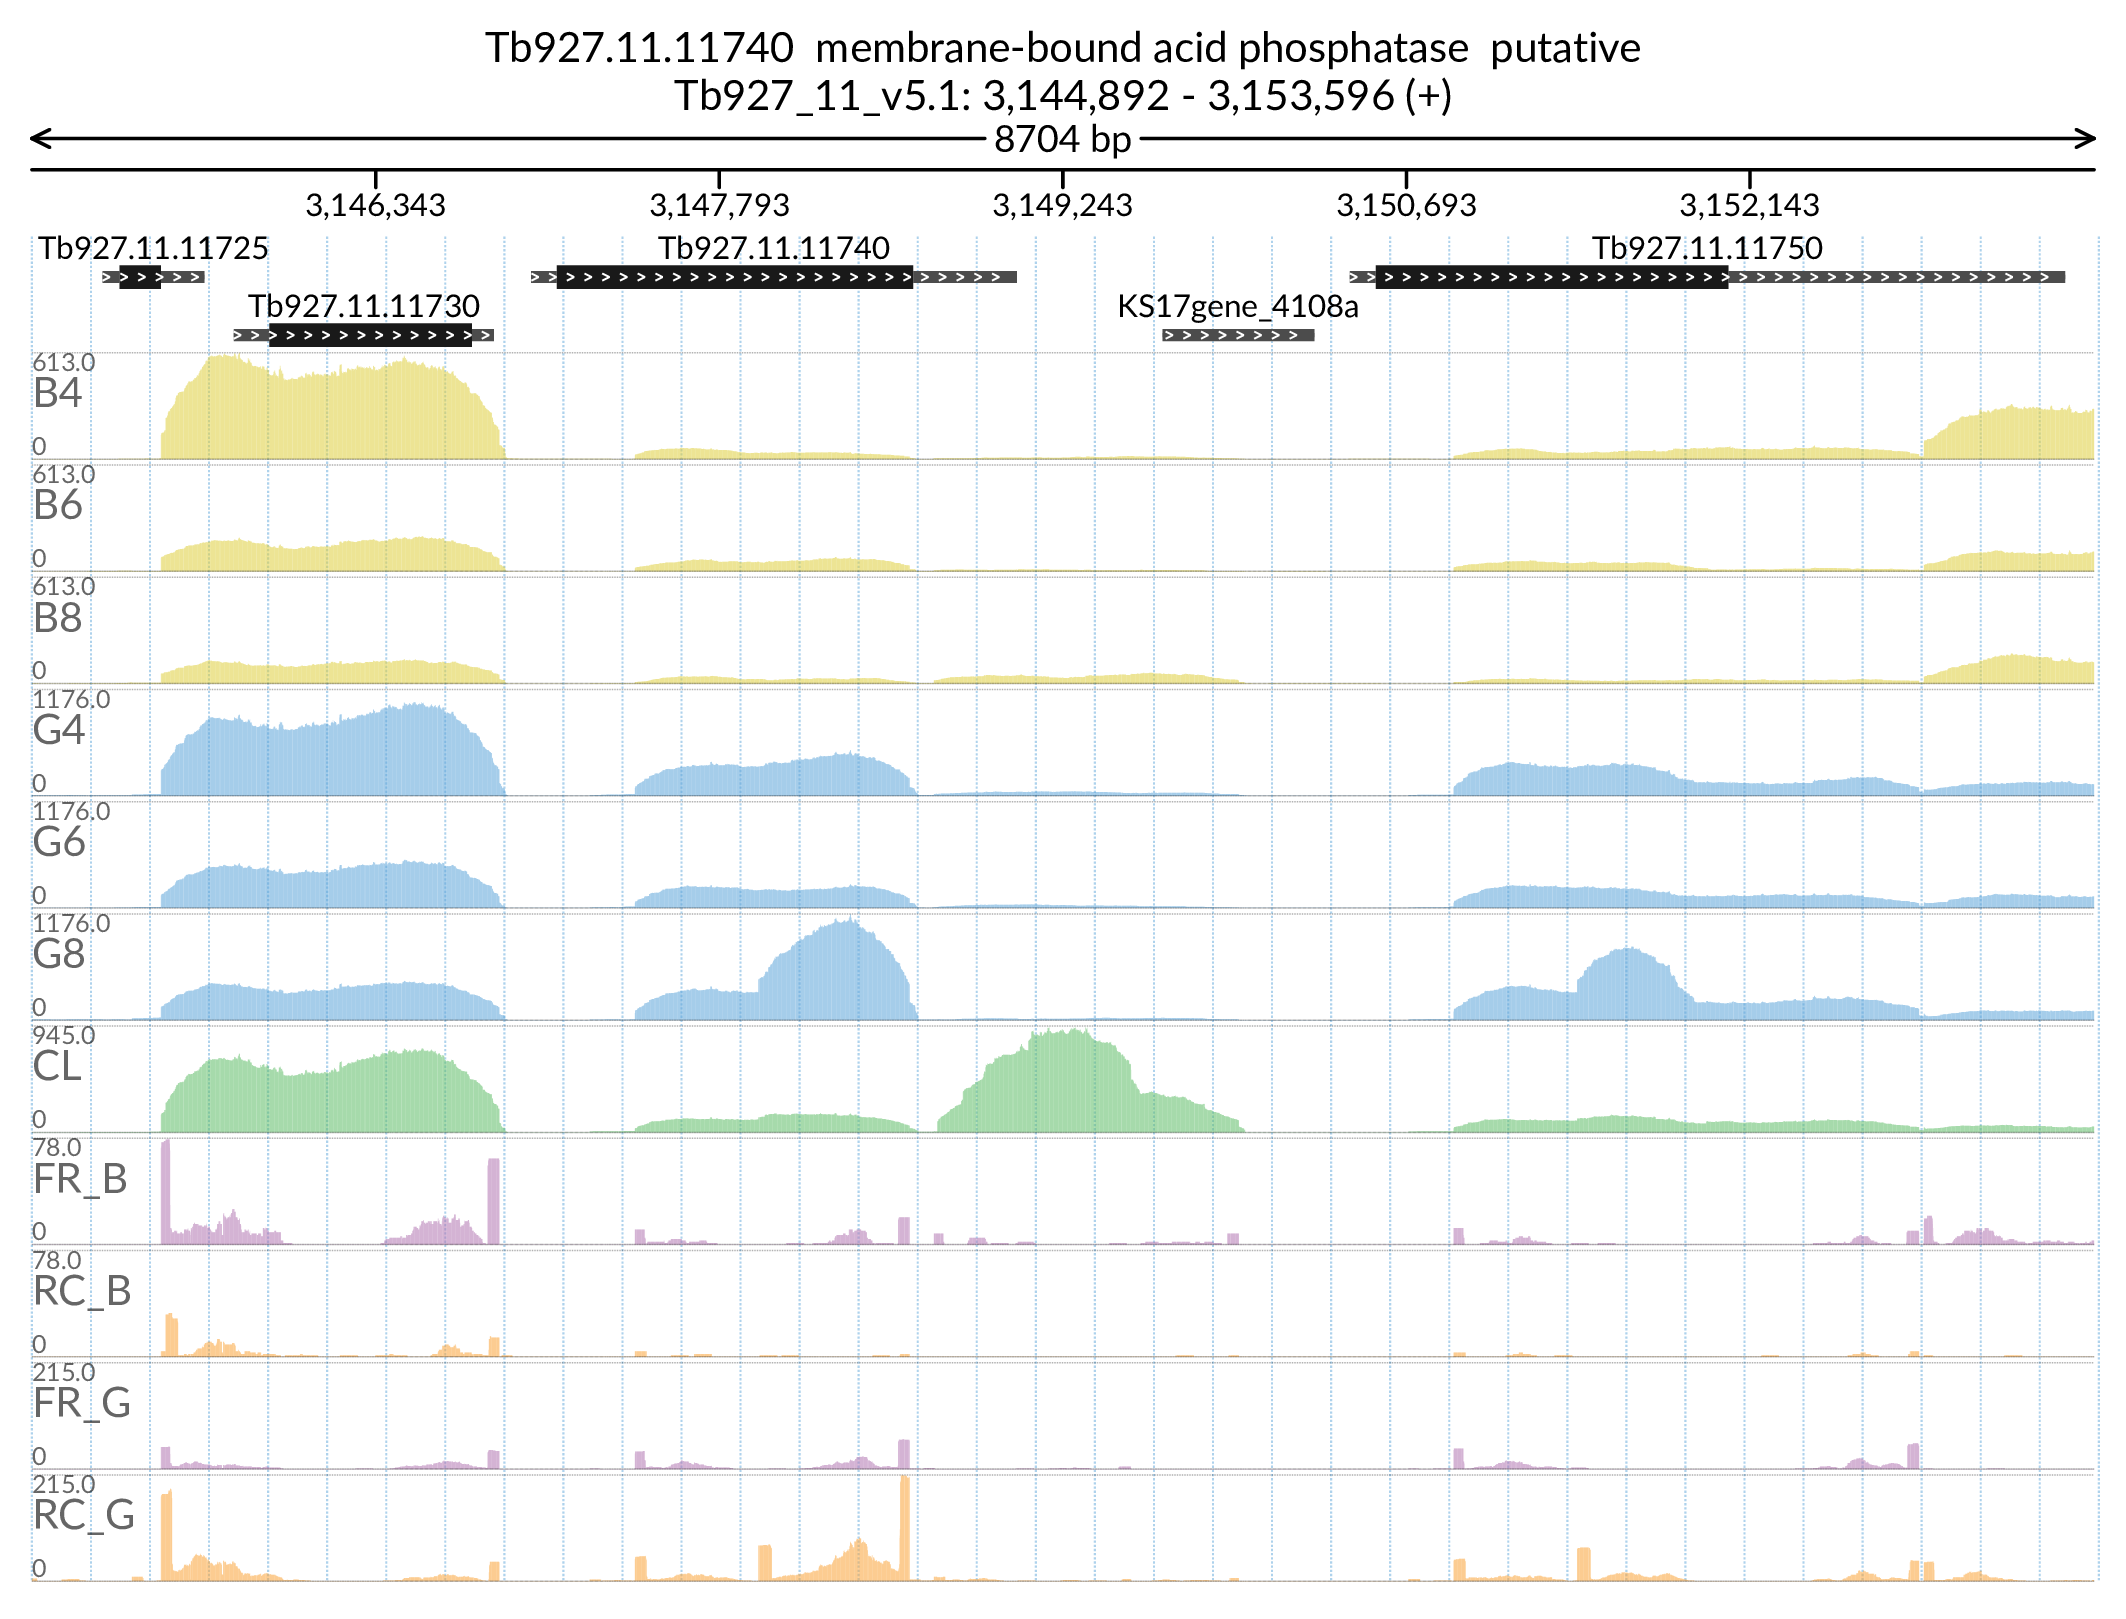 Tb927.11.11740  membrane-bound acid phosphatase  putative
Tb927_11_v5.1: 3,144,892 - 3,153,596 (+)
8704 bp
3,146,343 3,147,793 3,149,243 3,150,693 3,152,143
Tb927.11.11725 Tb927.11.11740 Tb927.11.11750
Tb927.11.11730 KS17gene_4108a
613.0
B4
0
613.0
B6
0
613.0
B8
0
1176.0
G4
0
1176.0
G6
0
1176.0
G8
0
945.0
CL
0
78.0
FR_B
0
78.0
RC_B
0
215.0
FR_G
0
215.0
RC_G
0